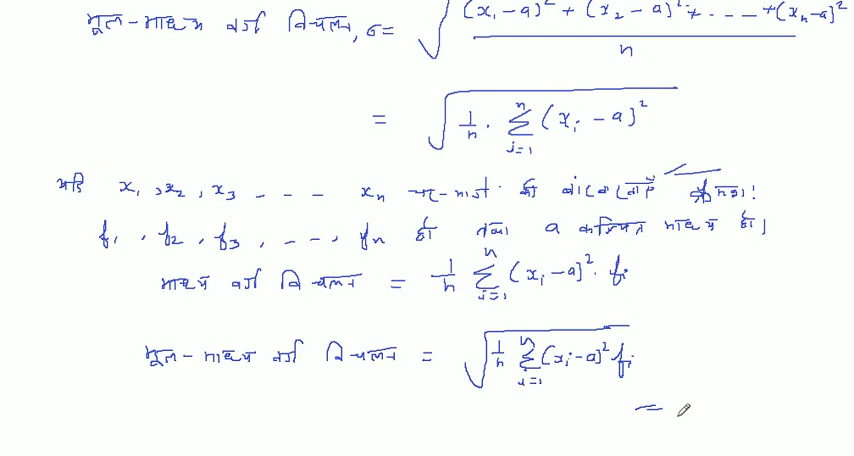 मूल-माध्य वर्ग विचलन, σ = √((x₁-a)² + (x₂-a)² + - - - + (xₙ-a)² / n)
= √(1/n · Σᵢ₌₁ⁿ (xᵢ - a)²)
यदि x₁, x₂, x₃ - - - xₙ चर-मानों की बारंबारताएँ क्रमशः
f₁, f₂, f₃, - - -, fₙ हों तथा a कल्पित माध्य हो।
माध्य वर्ग विचलन = 1/n Σᵢ₌₁ⁿ (xᵢ-a)² · fᵢ
मूल-माध्य वर्ग विचलन = √(1/n Σᵢ₌₁ⁿ (xᵢ-a)² fᵢ)
=